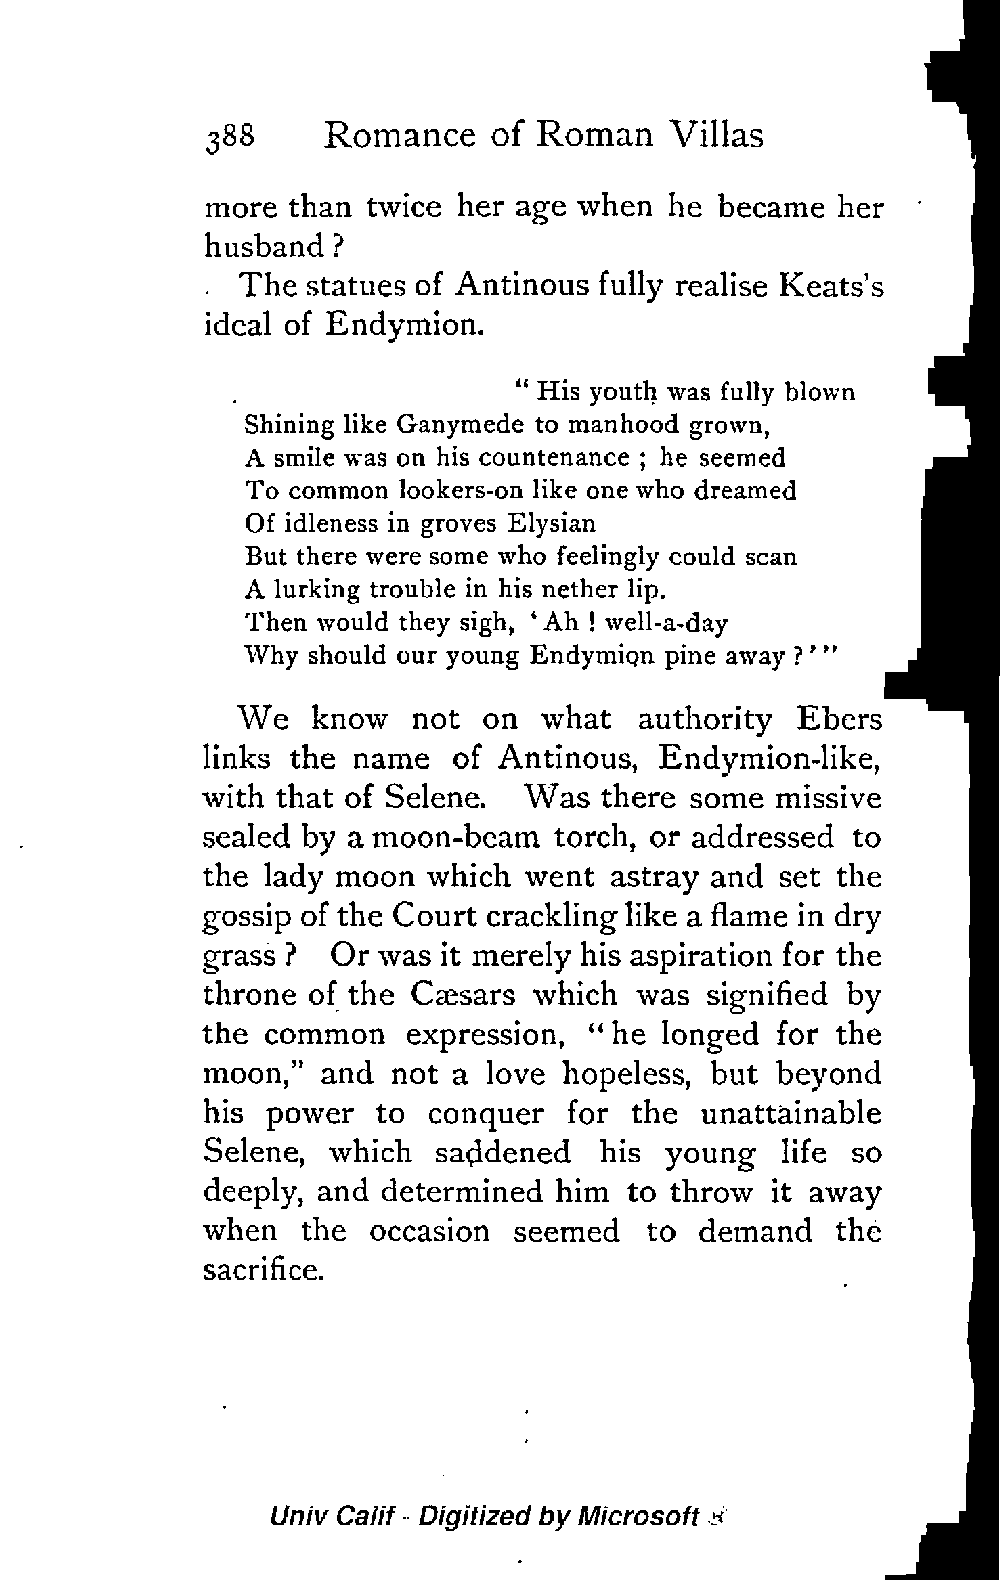 388 Romance of Roman Villas
more than twice her age when he became her
husband ?
The statues of Antinous fully realise Keats's
ideal of Endymion.
" His youth was fully blown
Shining like Ganymede to manhood grown,
A smile was on his countenance ; he seemed
To common lookers-on like one who dreamed
Of idleness in groves Elysian
But there were some who feelingly could scan
A lurking trouble in his nether lip.
Then would they sigh, 'Ah ! well-a-day
Why should our young Endymion pine away ?'"
We know not on what authority Ebers
links the name of Antinous, Endymion-like,
with that of Selene. Was there some missive
sealed by a moon-beam torch, or addressed to
the lady moon which went astray and set the
gossip of the Court crackling like a flame in dry
grass ? Or was it merely his aspiration for the
throne of the Cæsars which was signified by
the common expression, "he longed for the
moon," and not a love hopeless, but beyond
his power to conquer for the unattainable
Selene, which saddened his young life so
deeply, and determined him to throw it away
when the occasion seemed to demand the
sacrifice.
Univ Calif - Digitized by Microsoft ®